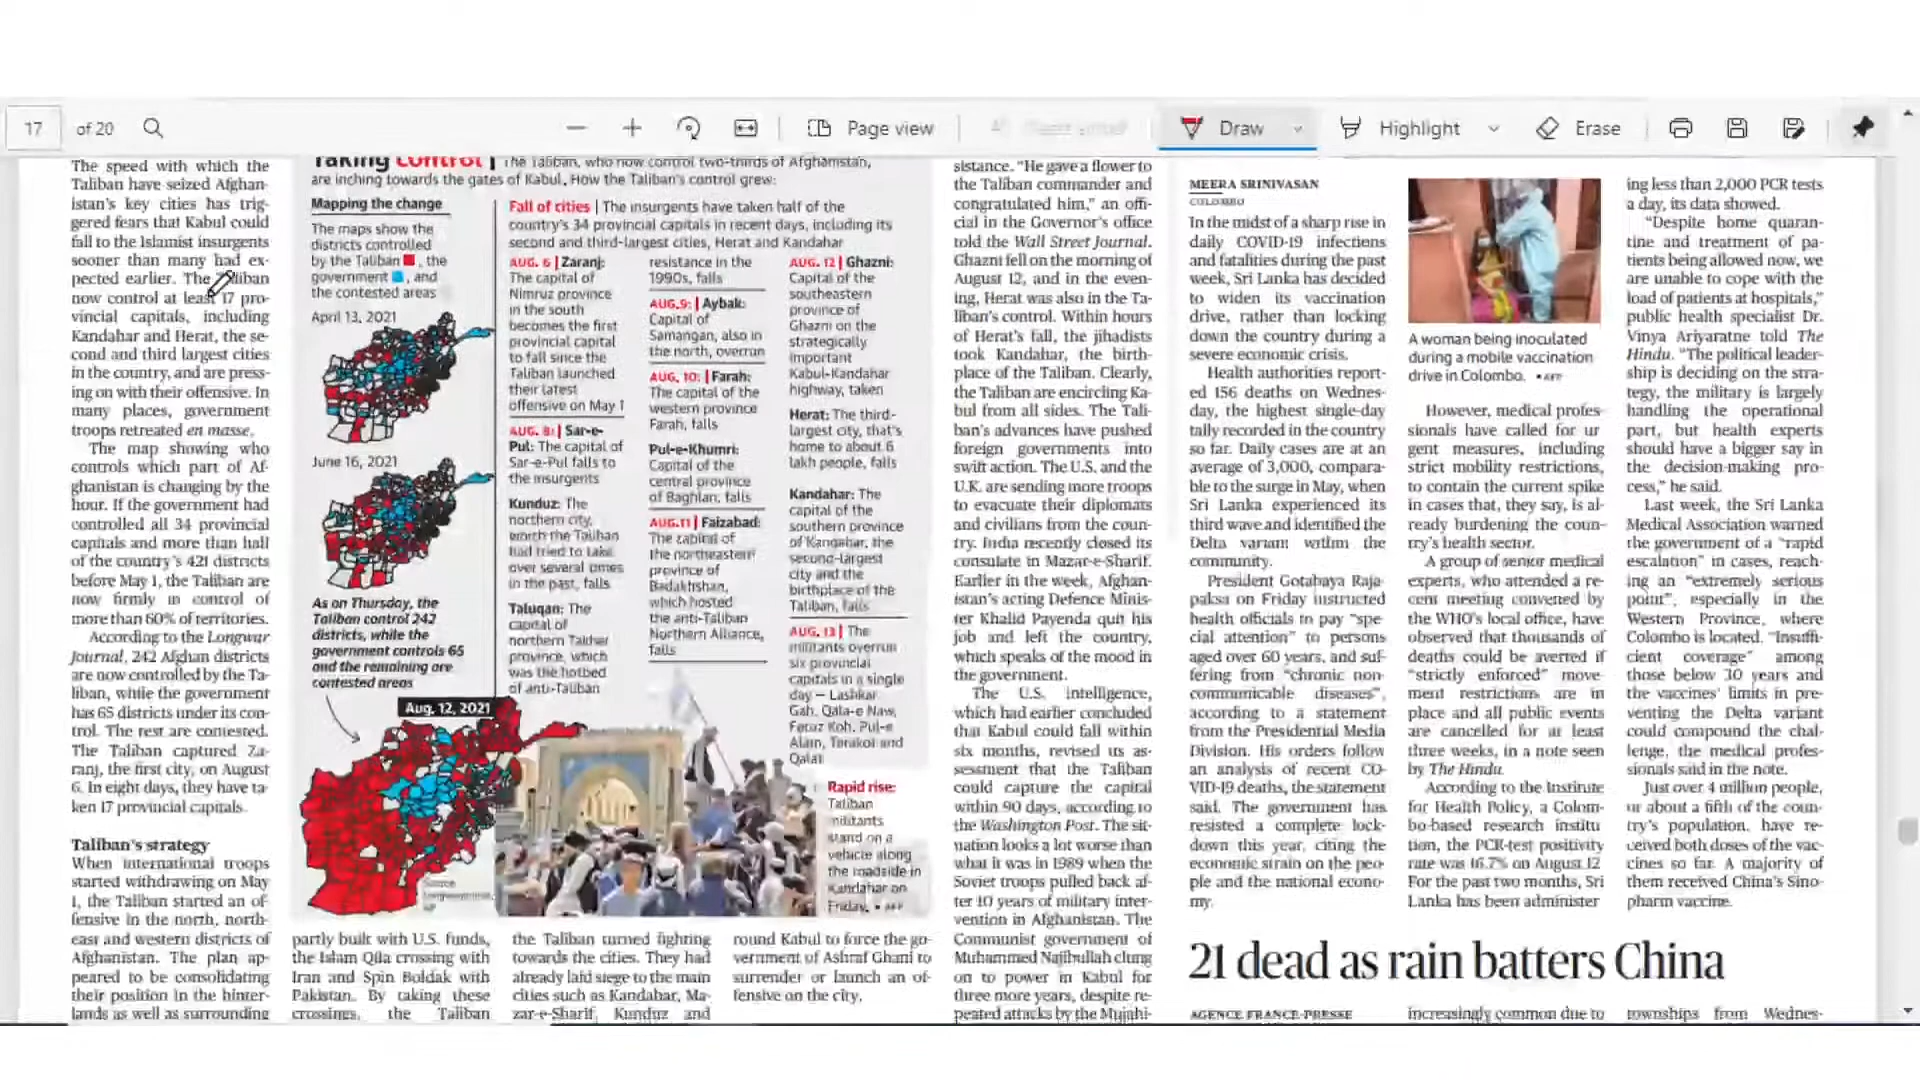 17 of 20
Page view
Draw
Highlight
Erase
The speed with which the
Taliban have seized Afghan-
istan's key cities has trig-
gered fears that Kabul could
fall to the Islamist insurgents
sooner than many had ex-
pected earlier. The Taliban
now control at least 17 pro-
vincial capitals, including
Kandahar and Herat, the se-
cond and third largest cities
in the country, and are press-
ing on with their offensive. In
many places, government
troops retreated en masse.
The map showing who
controls which part of Af-
ghanistan is changing by the
hour. If the government had
controlled all 34 provincial
capitals and more than half
of the country's 421 districts
before May 1, the Taliban are
now firmly in control of
more than 60% of territories.
According to the Longwar
Journal, 242 Afghan districts
are now controlled by the Ta-
liban, while the government
has 65 districts under its con-
trol. The rest are contested.
The Taliban captured Za-
ranj, the first city, on August
6. In eight days, they have ta-
ken 17 provincial capitals.
Taliban's strategy
When international troops
started withdrawing on May
1, the Taliban started an of-
fensive in the north, north-
east and western districts of
Afghanistan. The plan ap-
peared to be consolidating
their position in the hinter-
lands as well as surrounding
Taking control | The Taliban, who now control two-thirds of Afghanistan,
are inching towards the gates of Kabul. How the Taliban's control grew:
Mapping the change
The maps show the
districts controlled
by the Taliban , the
government , and
the contested areas
April 13, 2021
June 16, 2021
As on Thursday, the
Taliban control 242
districts, while the
government controls 65
and the remaining are
contested areas
Aug. 12, 2021
Source
Fall of cities | The insurgents have taken half of the
country's 34 provincial capitals in recent days, including its
second and third-largest cities, Herat and Kandahar
AUG. 6 | Zaranj:
The capital of
Nimruz province
in the south
becomes the first
provincial capital
to fall since the
Taliban launched
their latest
offensive on May 1
AUG. 8: | Sar-e-
Pul: The capital of
Sar-e-Pul falls to
the insurgents
Kunduz: The
northern city,
worth the Taliban
had tried to take
over several times
in the past, falls
Taluqan: The
capital of
northern Takhar
province, which
was the hotbed
of anti-Taliban
resistance in the
1990s, falls
AUG.9: | Aybak:
Capital of
Samangan, also in
the north, overrun
AUG. 10: | Farah:
Capital of the
western province
Farah, falls
Pul-e-Khumri:
Capital of the
central province
of Baghlan, falls
AUG.11 | Faizabad:
The capital of
the northeastern
province of
Badakhshan,
which hosted
the anti-Taliban
Northern Alliance,
falls
AUG. 12 | Ghazni:
Capital of the
southeastern
province of
Ghazni on the
strategically
important
Kabul-Kandahar
highway, taken
Herat: The third-
largest city, that's
home to about 6
lakh people, falls
Kandahar: The
capital of the
southern province
of Kandahar, the
second-largest
city and the
birthplace of the
Taliban, falls
AUG. 13 | The
militants overrun
six provincial
capitals in a single
day — Lashkar
Gah, Qala-e Naw,
Feroz Koh, Pul-e
Alam, Terakot and
Qalat
Rapid rise:
Taliban
militants
stand on a
vehicle along
the roadside in
Kandahar on
Friday. • AFP
partly built with U.S. funds,
the Islam Qila crossing with
Iran and Spin Boldak with
Pakistan. By taking these
crossings, the Taliban
the Taliban turned fighting
towards the cities. They had
already laid siege to the main
cities such as Kandahar, Ma-
zar-e-Sharif, Kunduz and
round Kabul to force the go-
vernment of Ashraf Ghani to
surrender or launch an of-
fensive on the city.
sistance. "He gave a flower to
the Taliban commander and
congratulated him," an offi-
cial in the Governor's office
told the Wall Street Journal.
Ghazni fell on the morning of
August 12, and in the even-
ing, Herat was also in the Ta-
liban's control. Within hours
of Herat's fall, the jihadists
took Kandahar, the birth-
place of the Taliban. Clearly,
the Taliban are encircling Ka-
bul from all sides. The Tali-
ban's advances have pushed
foreign governments into
swift action. The U.S. and the
U.K. are sending more troops
to evacuate their diplomats
and civilians from the coun-
try. India recently closed its
consulate in Mazar-e-Sharif.
Earlier in the week, Afghan-
istan's acting Defence Minis-
ter Khalid Payenda quit his
job and left the country,
which speaks of the mood in
the government.
The U.S. intelligence,
which had earlier concluded
that Kabul could fall within
six months, revised its as-
sessment that the Taliban
could capture the capital
within 90 days, according to
the Washington Post. The sit-
uation looks a lot worse than
what it was in 1989 when the
Soviet troops pulled back af-
ter 10 years of military inter-
vention in Afghanistan. The
Communist government of
Muhammed Najibullah clung
on to power in Kabul for
three more years, despite re-
peated attacks by the Mujahi-
MEERA SRINIVASAN
COLOMBO
In the midst of a sharp rise in
daily COVID-19 infections
and fatalities during the past
week, Sri Lanka has decided
to widen its vaccination
drive, rather than locking
down the country during a
severe economic crisis.
Health authorities report-
ed 156 deaths on Wednes-
day, the highest single-day
tally recorded in the country
so far. Daily cases are at an
average of 3,000, compara-
ble to the surge in May, when
Sri Lanka experienced its
third wave and identified the
Delta variant within the
community.
President Gotabaya Raja-
paksa on Friday instructed
health officials to pay "spe-
cial attention" to persons
aged over 60 years, and suf-
fering from "chronic non-
communicable diseases",
according to a statement
from the Presidential Media
Division. His orders follow
an analysis of recent CO-
VID-19 deaths, the statement
said. The government has
resisted a complete lock-
down this year, citing the
economic strain on the peo-
ple and the national econo-
my.
A woman being inoculated
during a mobile vaccination
drive in Colombo. • AFP
However, medical profes-
sionals have called for ur
gent measures, including
strict mobility restrictions,
to contain the current spike
in cases that, they say, is al-
ready burdening the coun-
try's health sector.
A group of senior medical
experts, who attended a re-
cent meeting convened by
the WHO's local office, have
observed that thousands of
deaths could be averted if
"strictly enforced" move-
ment restrictions are in
place and all public events
are cancelled for at least
three weeks, in a note seen
by The Hindu.
According to the Institute
for Health Policy, a Colom-
bo-based research institu
tion, the PCR-test positivity
rate was 16.7% on August 12
For the past two months, Sri
Lanka has been administer
ing less than 2,000 PCR tests
a day, its data showed.
"Despite home quaran-
tine and treatment of pa-
tients being allowed now, we
are unable to cope with the
load of patients at hospitals,"
public health specialist Dr.
Vinya Ariyaratne told The
Hindu. "The political leader-
ship is deciding on the stra-
tegy, the military is largely
handling the operational
part, but health experts
should have a bigger say in
the decision-making pro-
cess," he said.
Last week, the Sri Lanka
Medical Association warned
the government of a "rapid
escalation" in cases, reach-
ing an "extremely serious
point", especially in the
Western Province, where
Colombo is located. "Insuffi-
cient coverage" among
those below 30 years and
the vaccines' limits in pre-
venting the Delta variant
could compound the chal-
lenge, the medical profes-
sionals said in the note.
Just over 4 million people,
or about a fifth of the coun-
try's population, have re-
ceived both doses of the vac-
cines so far. A majority of
them received China's Sino-
pharm vaccine.
21 dead as rain batters China
AGENCE FRANCE-PRESSE
increasingly common due to
townships from Wednes-